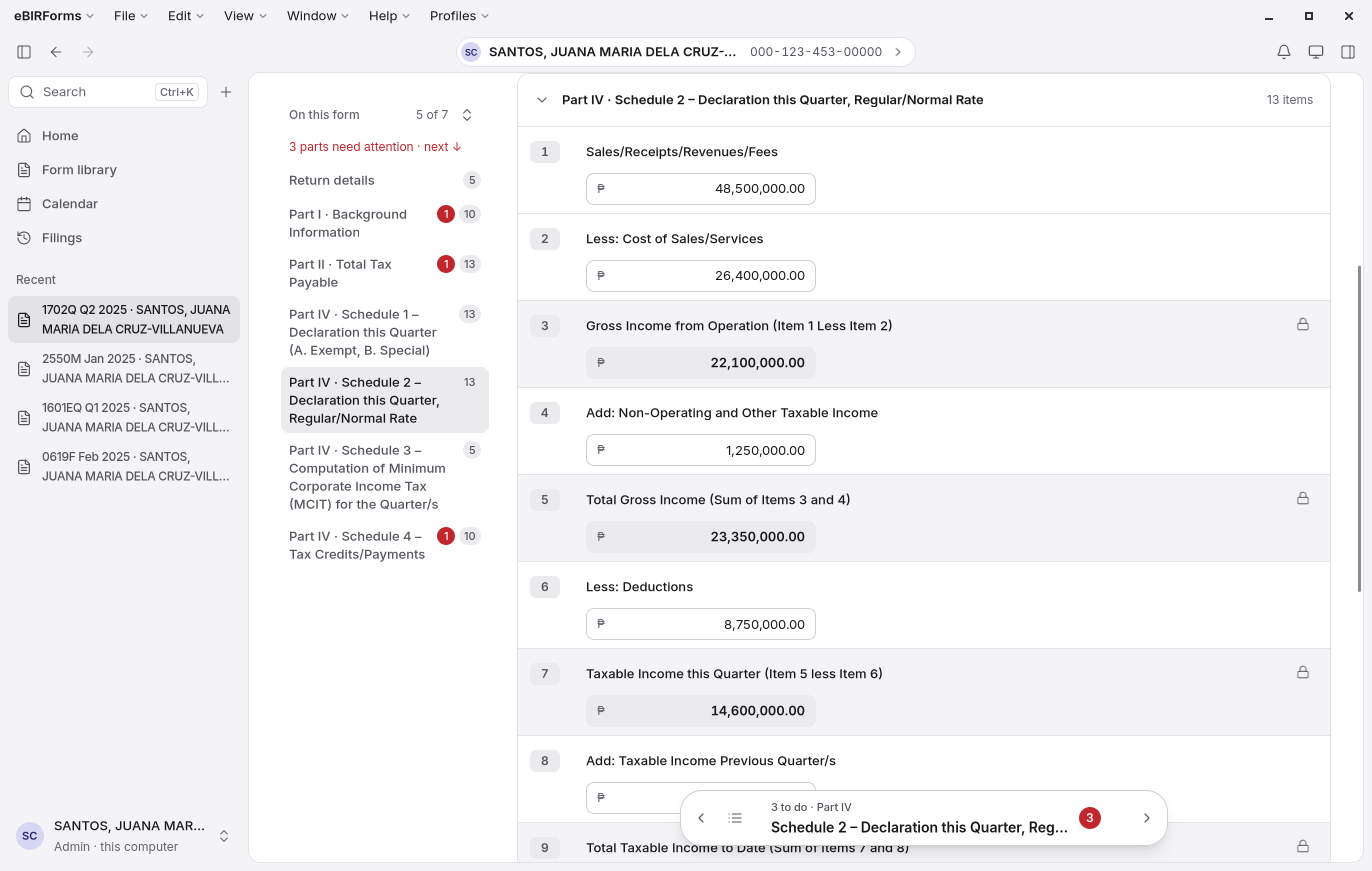 eBIRForms File Edit View Window Help Profiles
SC SANTOS, JUANA MARIA DELA CRUZ-... 000-123-453-00000
Search Ctrl+K
Home
Form library
Calendar
Filings
Recent
1702Q Q2 2025 · SANTOS, JUANA
MARIA DELA CRUZ-VILLANUEVA
2550M Jan 2025 · SANTOS,
JUANA MARIA DELA CRUZ-VILL...
1601EQ Q1 2025 · SANTOS,
JUANA MARIA DELA CRUZ-VILL...
0619F Feb 2025 · SANTOS,
JUANA MARIA DELA CRUZ-VILL...
SC SANTOS, JUANA MAR...
Admin · this computer
On this form 5 of 7
3 parts need attention · next ↓
Return details 5
Part I · Background 1 10
Information
Part II · Total Tax 1 13
Payable
Part IV · Schedule 1 – 13
Declaration this Quarter
(A. Exempt, B. Special)
Part IV · Schedule 2 – 13
Declaration this Quarter,
Regular/Normal Rate
Part IV · Schedule 3 – 5
Computation of Minimum
Corporate Income Tax
(MCIT) for the Quarter/s
Part IV · Schedule 4 – 1 10
Tax Credits/Payments
Part IV · Schedule 2 – Declaration this Quarter, Regular/Normal Rate 13 items
1 Sales/Receipts/Revenues/Fees
₱ 48,500,000.00
2 Less: Cost of Sales/Services
₱ 26,400,000.00
3 Gross Income from Operation (Item 1 Less Item 2)
₱ 22,100,000.00
4 Add: Non-Operating and Other Taxable Income
₱ 1,250,000.00
5 Total Gross Income (Sum of Items 3 and 4)
₱ 23,350,000.00
6 Less: Deductions
₱ 8,750,000.00
7 Taxable Income this Quarter (Item 5 less Item 6)
₱ 14,600,000.00
8 Add: Taxable Income Previous Quarter/s
₱
9 Total Taxable Income to Date (Sum of Items 7 and 8)
3 to do · Part IV
Schedule 2 – Declaration this Quarter, Reg... 3